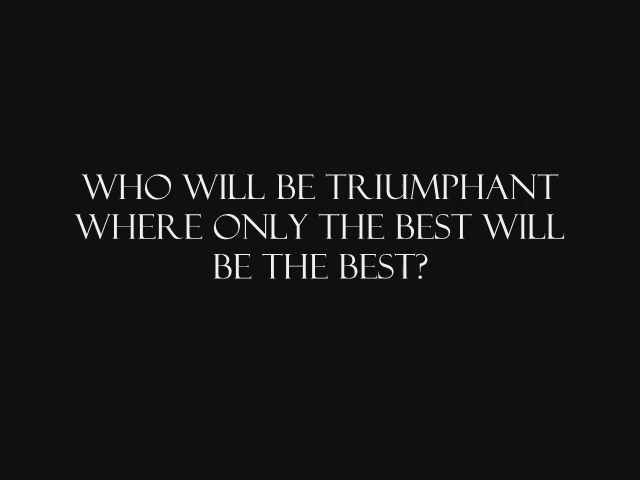 WHO WILL BE TRIUMPHANT
WHERE ONLY THE BEST WILL
BE THE BEST?